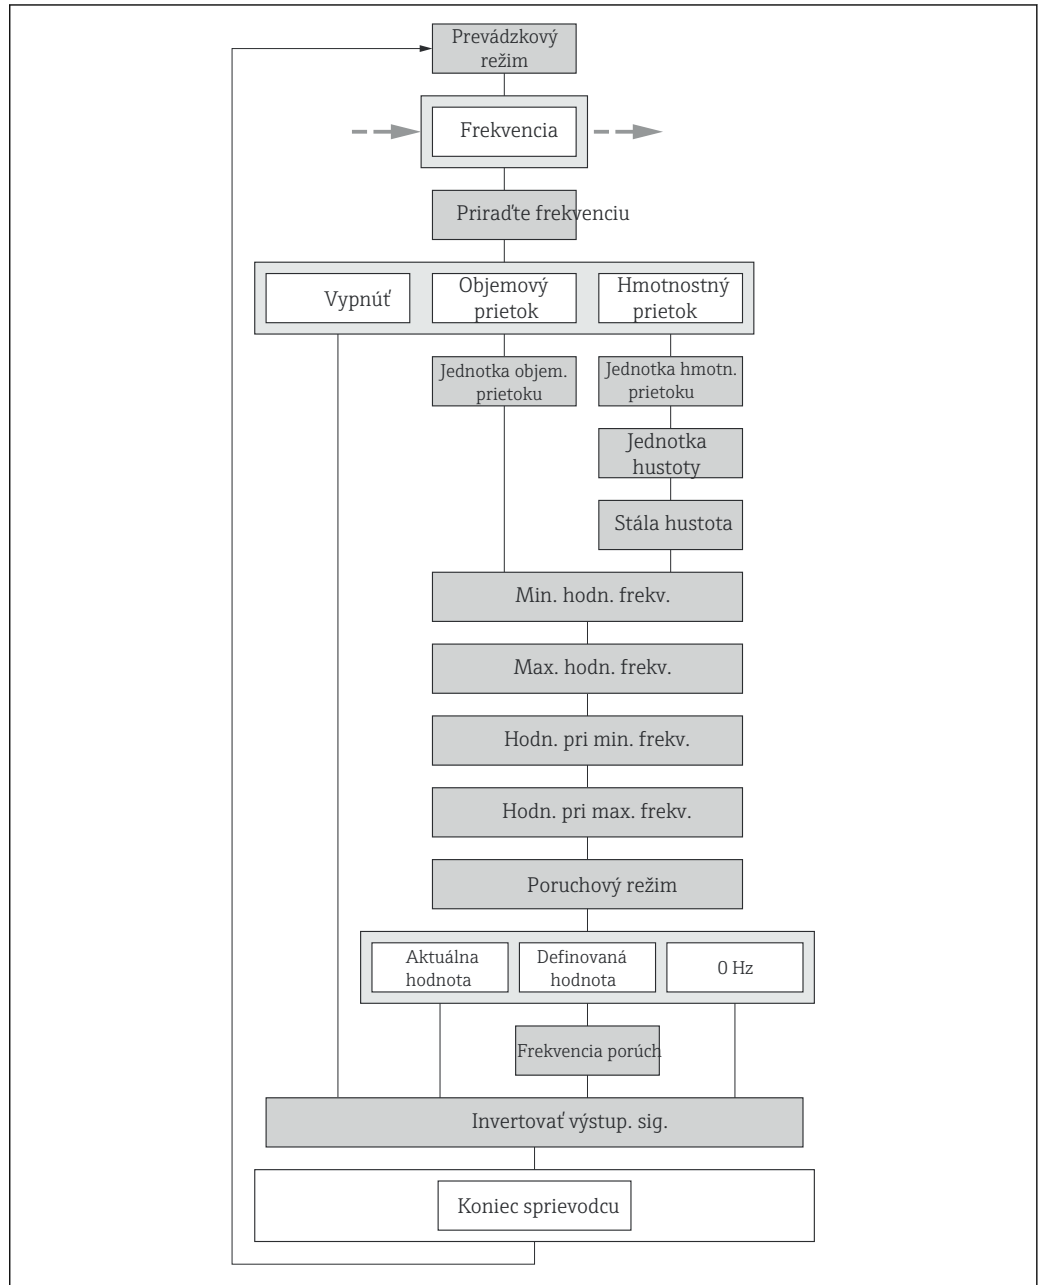 Prevádzkový
režim
Frekvencia
Priraďte frekvenciu
Vypnúť
Objemový
prietok
Hmotnostný
prietok
Jednotka objem.
prietoku
Jednotka hmotn.
prietoku
Jednotka
hustoty
Stála hustota
Min. hodn. frekv.
Max. hodn. frekv.
Hodn. pri min. frekv.
Hodn. pri max. frekv.
Poruchový režim
Aktuálna
hodnota
Definovaná
hodnota
0 Hz
Frekvencia porúch
Invertovať výstup. sig.
Koniec sprievodcu